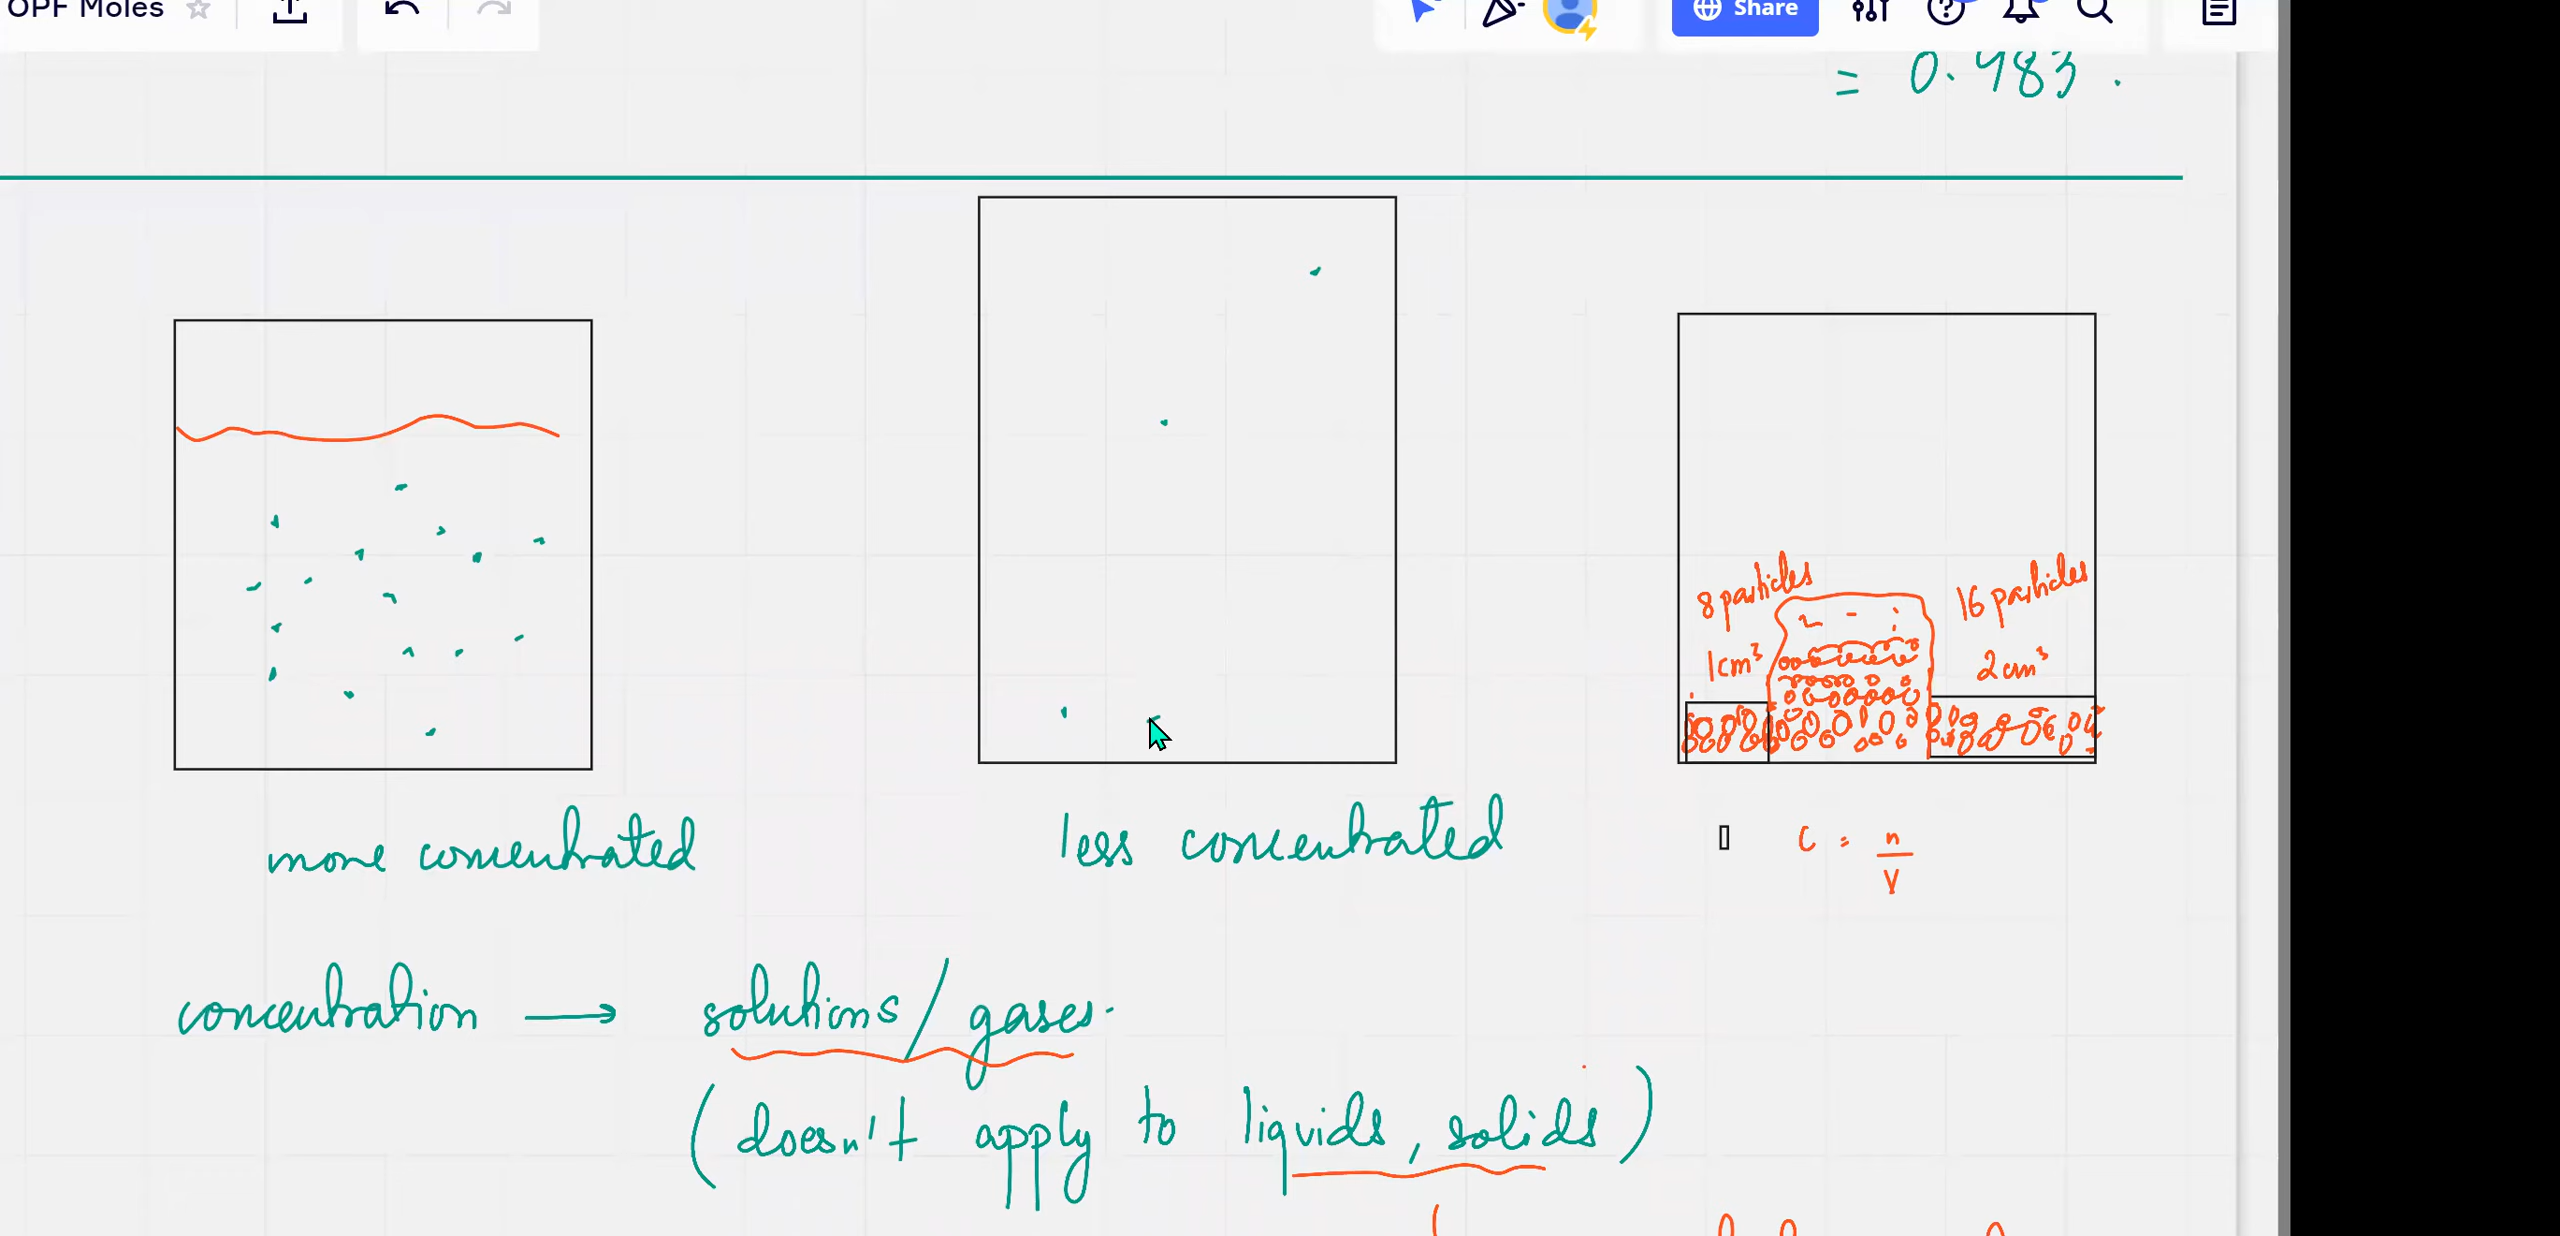 OPF Moles
Share
= 0.483.
8 particles
16 particles
1cm³
2cm³
more concentrated
less concentrated
C = n
V
concentration → solutions / gases.
(doesn't apply to liquids, solids)